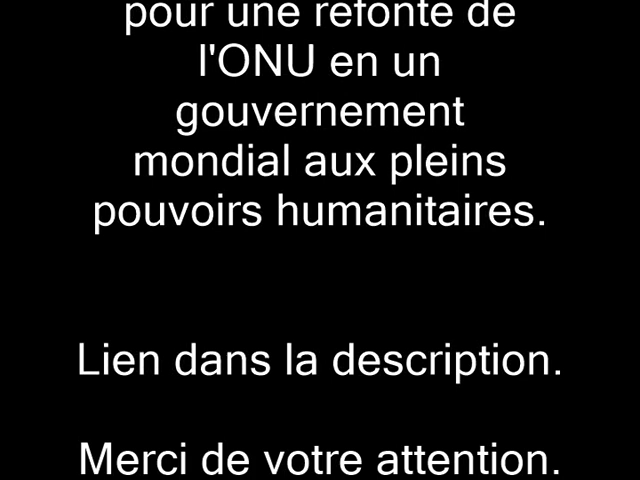 pour une refonte de
l'ONU en un
gouvernement
mondial aux pleins
pouvoirs humanitaires.
Lien dans la description.
Merci de votre attention.